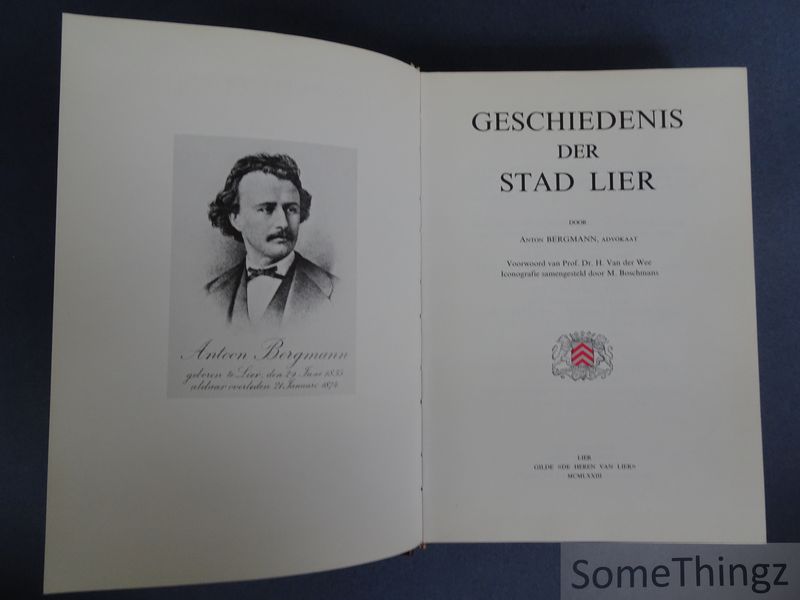 Antoon Bergmann
geboren te Lier, den 29 Juni 1835
aldaar overleden 21 Januari 1874
GESCHIEDENIS
DER
STAD LIER
DOOR
ANTON BERGMANN, ADVOKAAT
Voorwoord van Prof. Dr. H. Van der Wee
Iconografie samengesteld door M. Boschmans
LIER
GILDE «DE HEREN VAN LIER»
MCMLXXIII
SomeThingz